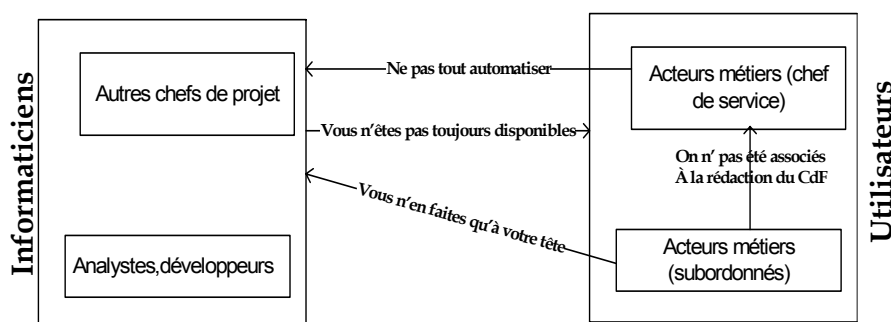 Informaticiens
Autres chefs de projet
Analystes,développeurs
Ne pas tout automatiser
Vous n'êtes pas toujours disponibles
Vous n'en faites qu'à votre tête
Acteurs métiers (chef
de service)
On n' pas été associés
À la rédaction du CdF
Acteurs métiers
(subordonnés)
Utilisateurs